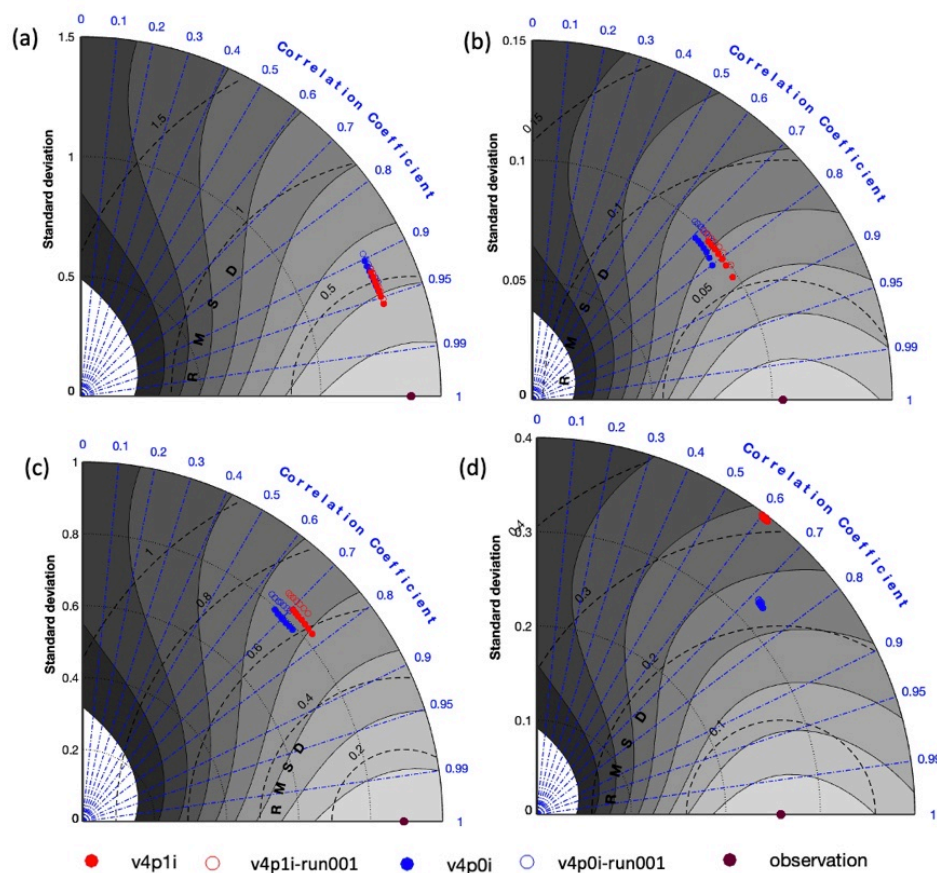 (a)
0 0.1 0.2 0.3 0.4 0.5 0.6 0.7 0.8 0.9 0.95 0.99 1
Correlation Coefficient
Standard deviation
1.5
1
0.5
0
1.5
1
0.5
R M S D
(b)
0 0.1 0.2 0.3 0.4 0.5 0.6 0.7 0.8 0.9 0.95 0.99 1
Correlation Coefficient
Standard deviation
0.15
0.1
0.05
0
0.15
0.1
0.05
R M S D
(c)
0 0.1 0.2 0.3 0.4 0.5 0.6 0.7 0.8 0.9 0.95 0.99 1
Correlation Coefficient
Standard deviation
1
0.8
0.6
0.4
0.2
0
1
0.8
0.6
0.4
0.2
R M S D
(d)
0 0.1 0.2 0.3 0.4 0.5 0.6 0.7 0.8 0.9 0.95 0.99 1
Correlation Coefficient
Standard deviation
0.4
0.3
0.2
0.1
0
0.4
0.3
0.2
0.1
R M S D
v4p1i v4p1i-run001 v4p0i v4p0i-run001 observation